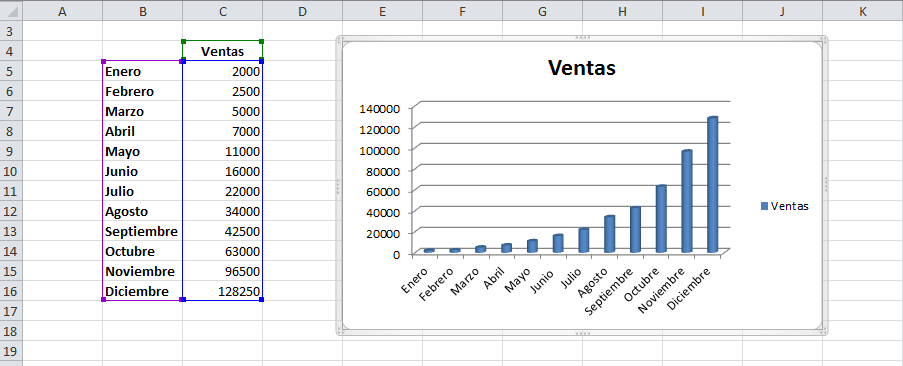 A B C D E F G H I J K
3
4 Ventas
5 Enero 2000
6 Febrero 2500
7 Marzo 5000
8 Abril 7000
9 Mayo 11000
10 Junio 16000
11 Julio 22000
12 Agosto 34000
13 Septiembre 42500
14 Octubre 63000
15 Noviembre 96500
16 Diciembre 128250
17
18
19
Ventas
140000
120000
100000
80000
60000
40000
20000
0
Enero Febrero Marzo Abril Mayo Junio Julio Agosto Septiembre Octubre Noviembre Diciembre
Ventas